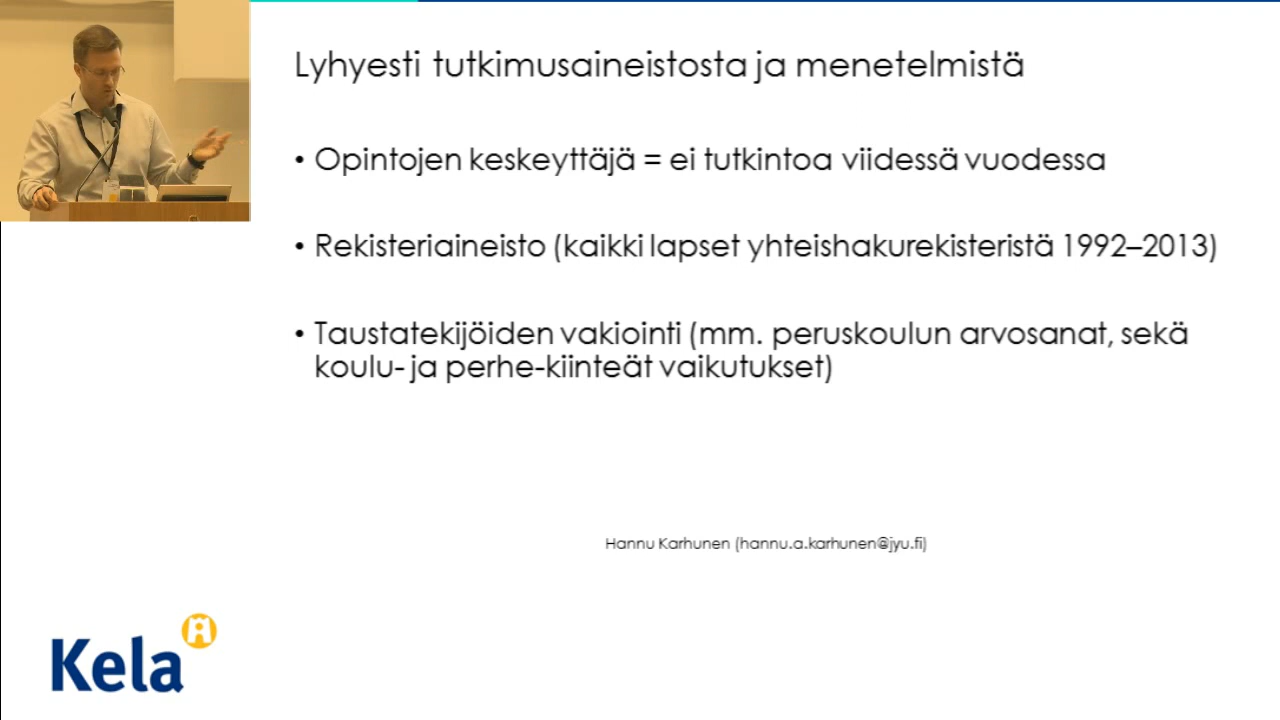 Lyhyesti tutkimusaineistosta ja menetelmistä
• Opintojen keskeyttäjä = ei tutkintoa viidessä vuodessa
• Rekisteriaineisto (kaikki lapset yhteishakurekisteristä 1992–2013)
• Taustatekijöiden vakiointi (mm. peruskoulun arvosanat, sekä
koulu- ja perhe-kiinteät vaikutukset)
Hannu Karhunen (hannu.a.karhunen@jyu.fi)
Kela